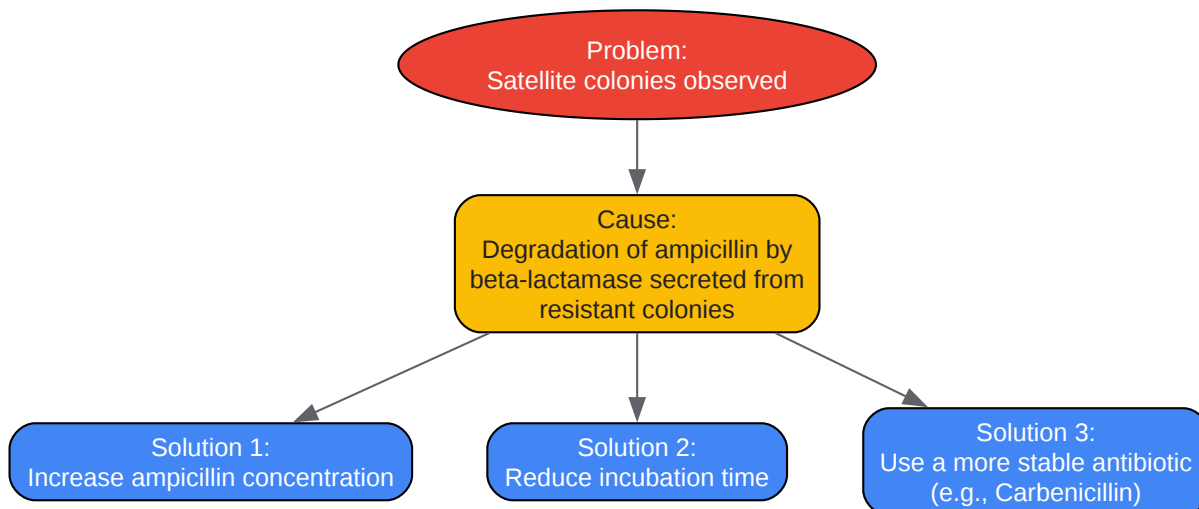 Problem:
Satellite colonies observed
Cause:
Degradation of ampicillin by
beta-lactamase secreted from
resistant colonies
Solution 1:
Increase ampicillin concentration
Solution 2:
Reduce incubation time
Solution 3:
Use a more stable antibiotic
(e.g., Carbenicillin)